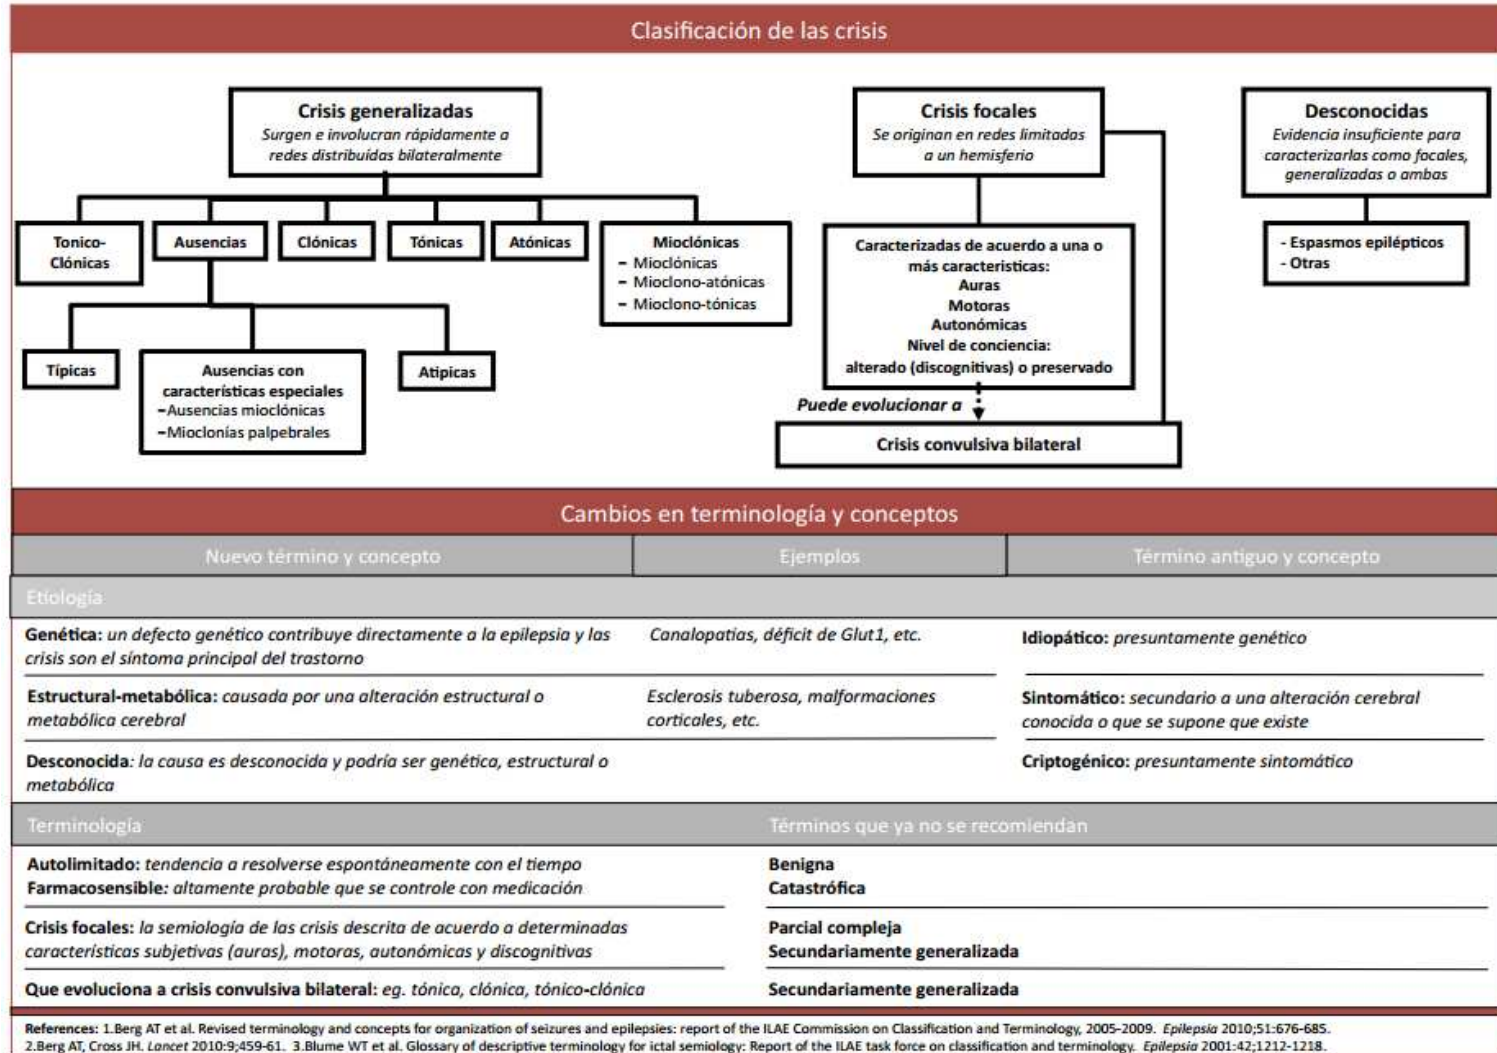 Clasificación de las crisis
Crisis generalizadas
Surgen e involucran rápidamente a
redes distribuídas bilateralmente
Crisis focales
Se originan en redes limitadas
a un hemisferio
Desconocidas
Evidencia insuficiente para
caracterizarlas como focales,
generalizadas o ambas
Tonico-
Clónicas
Ausencias
Clónicas
Tónicas
Atónicas
Mioclónicas
– Mioclónicas
– Mioclono-atónicas
– Mioclono-tónicas
Caracterizadas de acuerdo a una o
más caracteristicas:
Auras
Motoras
Autonómicas
Nivel de conciencia:
alterado (discognitivas) o preservado
- Espasmos epilépticos
- Otras
Típicas
Ausencias con
características especiales
–Ausencias mioclónicas
–Mioclonías palpebrales
Atipicas
Puede evolucionar a
Crisis convulsiva bilateral
Cambios en terminología y conceptos
Nuevo término y concepto
Ejemplos
Término antiguo y concepto
Etiología
Genética: un defecto genético contribuye directamente a la epilepsia y las
crisis son el síntoma principal del trastorno
Canalopatías, déficit de Glut1, etc.
Idiopático: presuntamente genético
Estructural-metabólica: causada por una alteración estructural o
metabólica cerebral
Esclerosis tuberosa, malformaciones
corticales, etc.
Sintomático: secundario a una alteración cerebral
conocida o que se supone que existe
Desconocida: la causa es desconocida y podría ser genética, estructural o
metabólica
Criptogénico: presuntamente sintomático
Terminología
Términos que ya no se recomiendan
Autolimitado: tendencia a resolverse espontáneamente con el tiempo
Farmacosensible: altamente probable que se controle con medicación
Benigna
Catastrófica
Crisis focales: la semiología de las crisis descrita de acuerdo a determinadas
características subjetivas (auras), motoras, autonómicas y discognitivas
Parcial compleja
Secundariamente generalizada
Que evoluciona a crisis convulsiva bilateral: eg. tónica, clónica, tónico-clónica
Secundariamente generalizada
References: 1.Berg AT et al. Revised terminology and concepts for organization of seizures and epilepsies: report of the ILAE Commission on Classification and Terminology, 2005-2009. Epilepsia 2010;51:676-685.
2.Berg AT, Cross JH. Lancet 2010:9;459-61. 3.Blume WT et al. Glossary of descriptive terminology for ictal semiology: Report of the ILAE task force on classification and terminology. Epilepsia 2001:42;1212-1218.